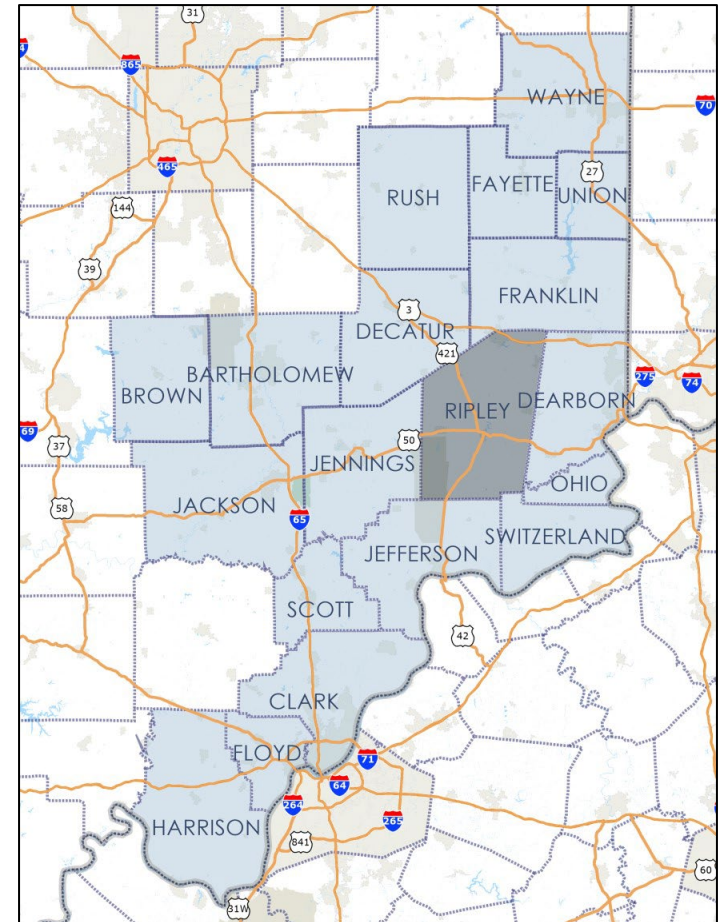 31
865
WAYNE
70
465
27
RUSH
FAYETTE
UNION
144
39
FRANKLIN
3
DECATUR
421
275
74
BARTHOLOMEW
BROWN
RIPLEY
DEARBORN
69
37
50
JENNINGS
OHIO
58
JACKSON
65
SWITZERLAND
JEFFERSON
SCOTT
42
CLARK
FLOYD
71
64
264
HARRISON
265
841
60
31W